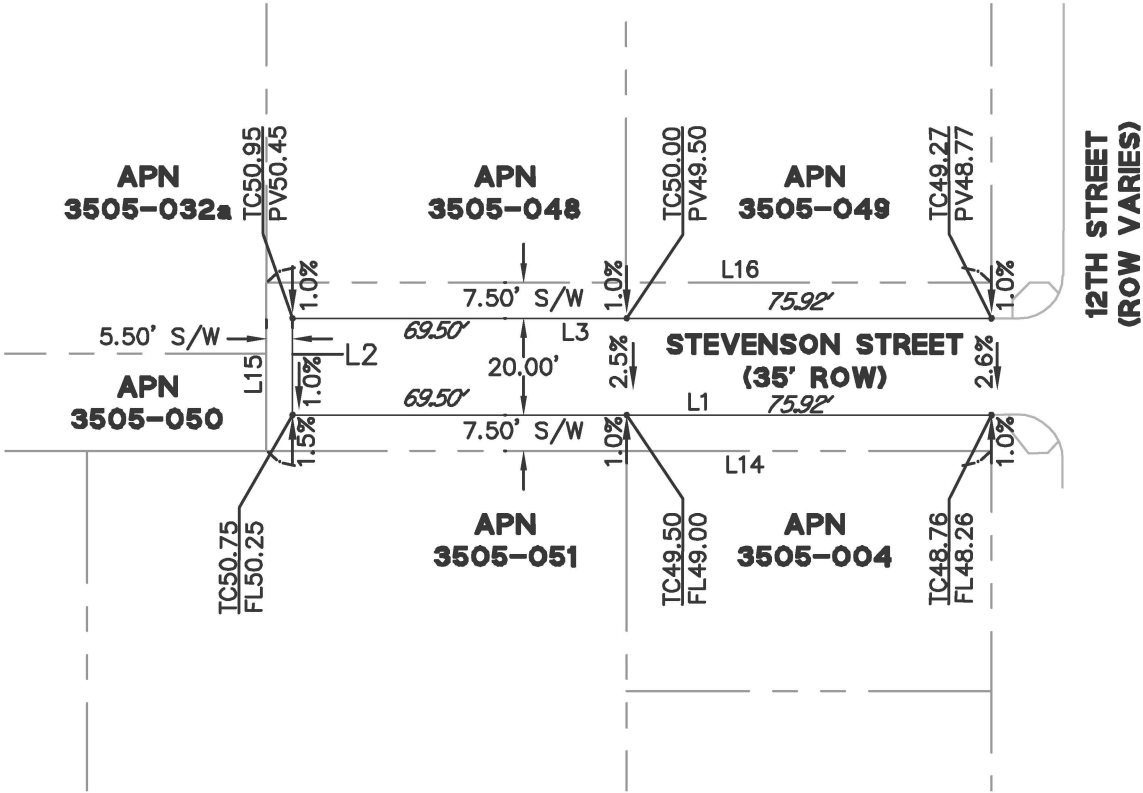 TC50.95
PV50.45
TC50.00
PV49.50
TC49.27
PV48.77
12TH STREET
(ROW VARIES)
APN
3505-032a
APN
3505-048
APN
3505-049
1.0%
1.0%
1.0%
L16
7.50' S/W
75.92'
69.50'
L3
5.50' S/W
L15
L2
20.00'
2.5%
STEVENSON STREET
(35' ROW)
2.6%
APN
3505-050
1.0%
69.50'
L1
75.92'
1.5%
7.50' S/W
1.0%
L14
1.0%
APN
3505-051
APN
3505-004
TC50.75
FL50.25
TC49.50
FL49.00
TC48.76
FL48.26